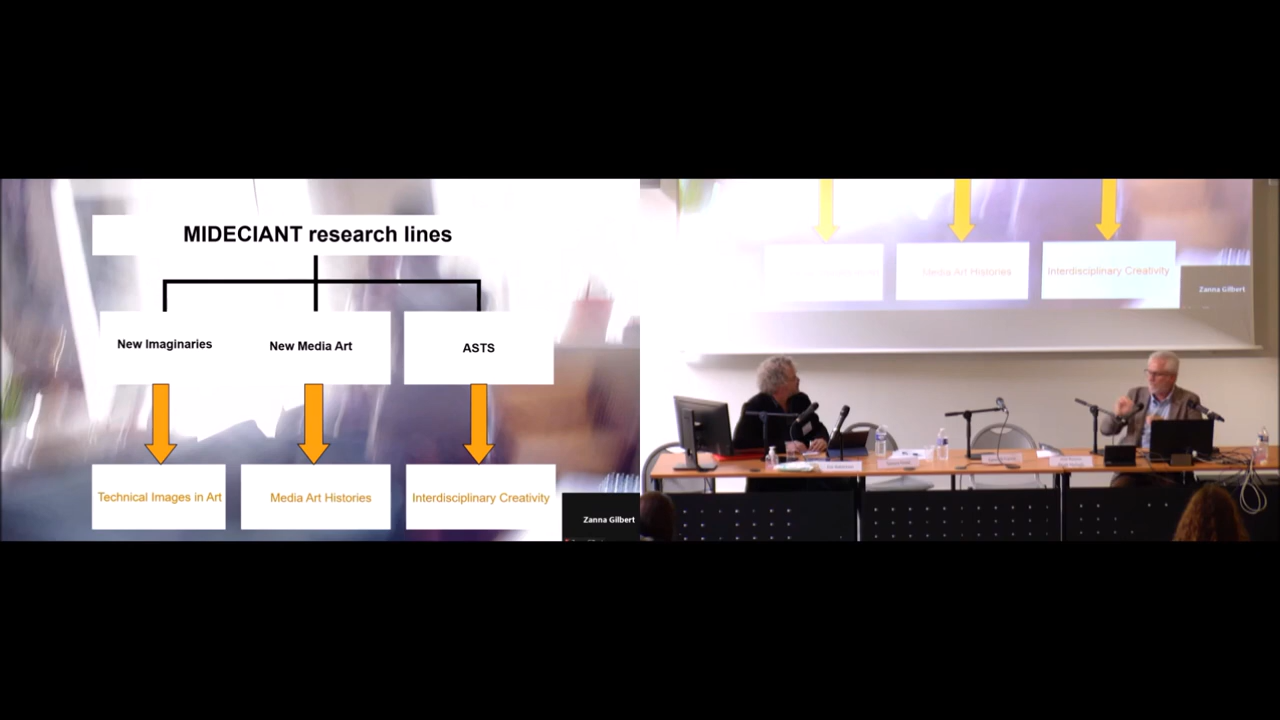 MIDECIANT research lines
New Imaginaries
New Media Art
ASTS
Technical Images in Art
Media Art Histories
Interdisciplinary Creativity
Zanna Gilbert
Media Art Histories
Interdisciplinary Creativity
Zanna Gilbert